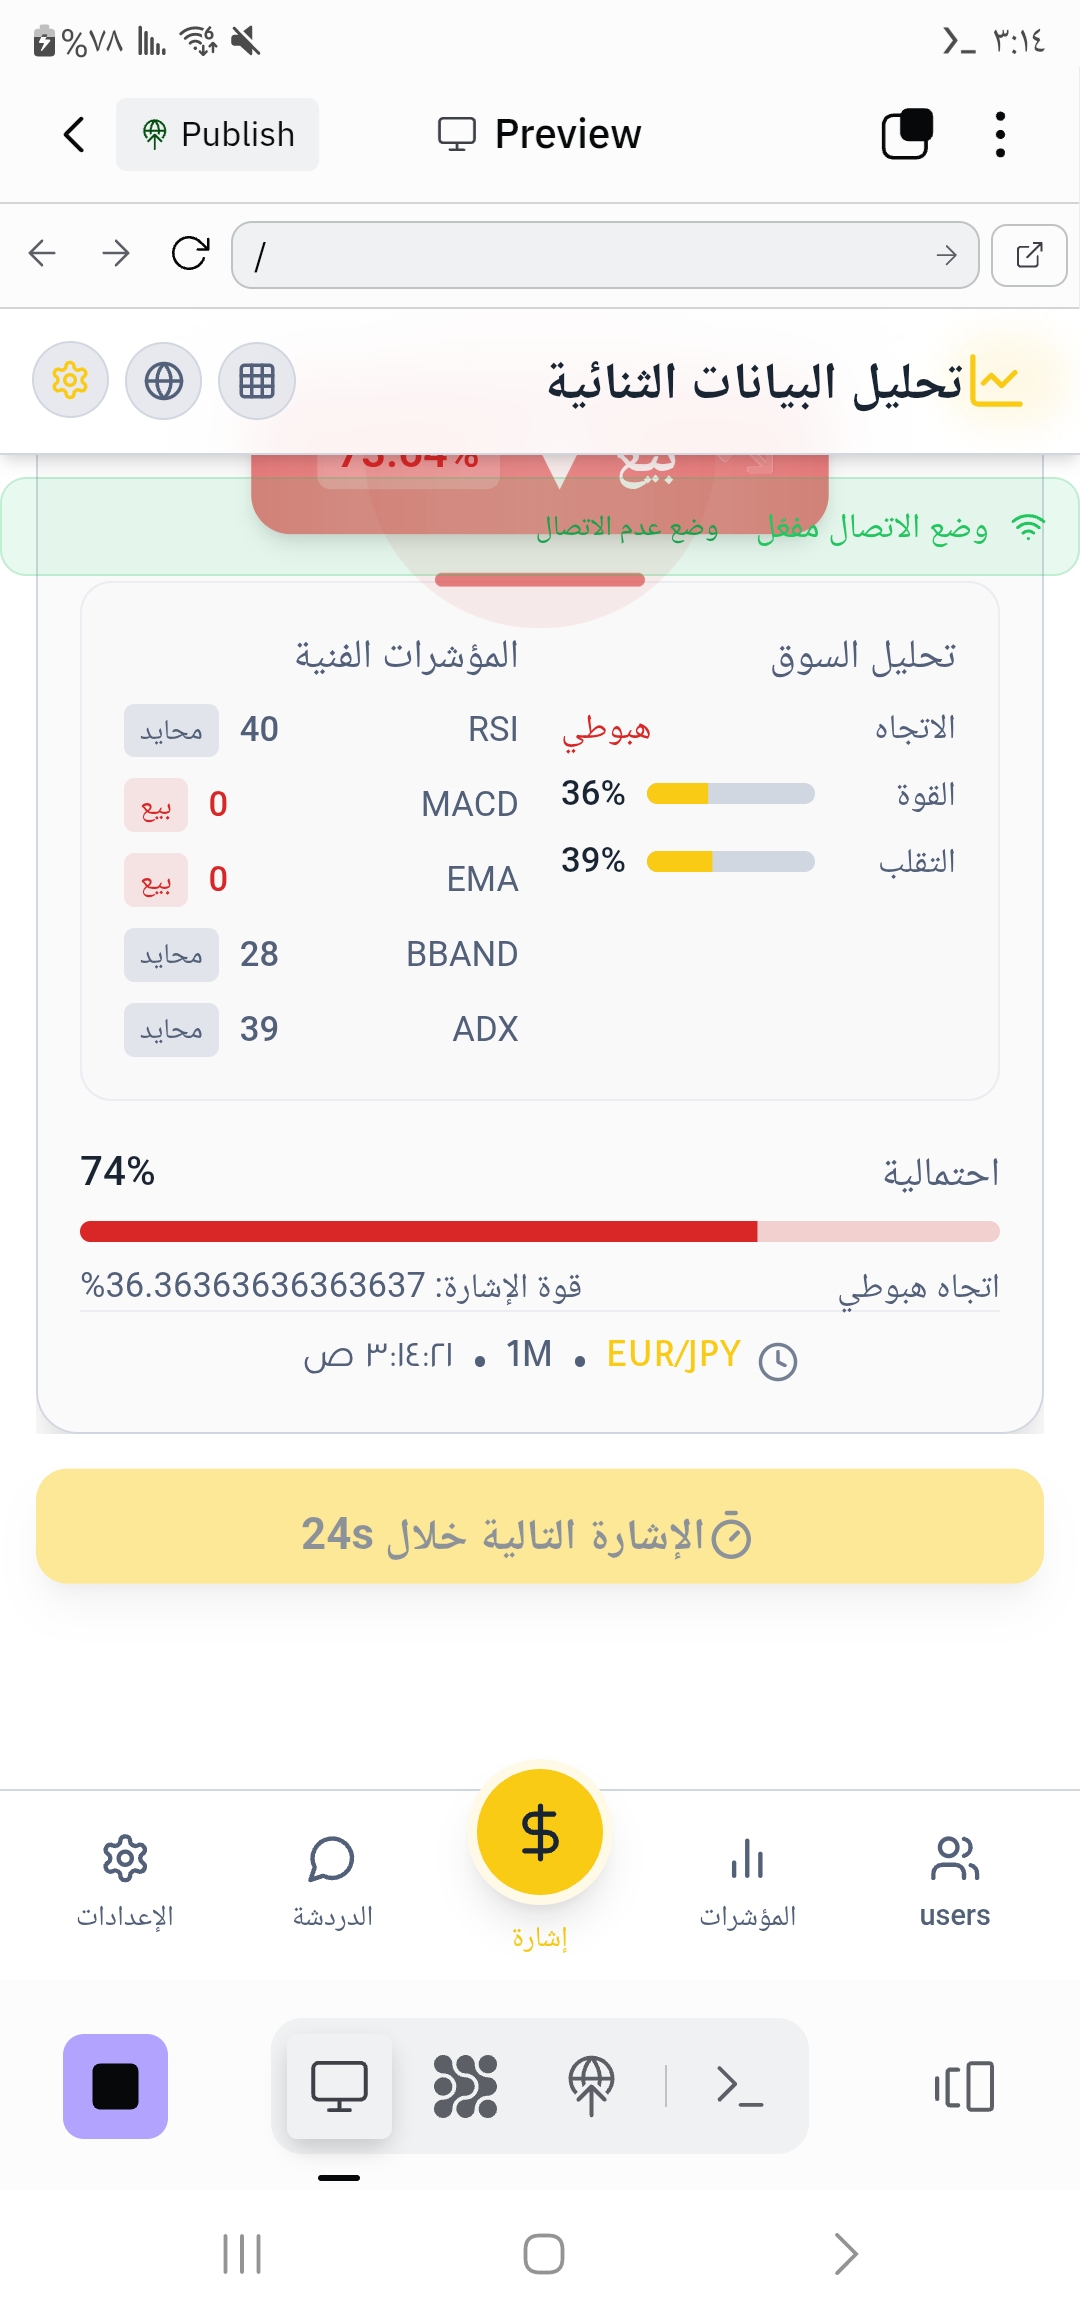 %٧٨ ٣:١٤
Publish Preview
/
تحليل البيانات الثنائية
بيع 73.64%
وضع الاتصال مفعّل وضع عدم الاتصال
تحليل السوق
الاتجاه هبوطي
القوة 36%
التقلب 39%
المؤشرات الفنية
RSI 40 محايد
MACD 0 بيع
EMA 0 بيع
BBAND 28 محايد
ADX 39 محايد
احتمالية 74%
اتجاه هبوطي قوة الإشارة: 36.36363636363637%
EUR/JPY • 1M • ٣:١٤:٢١ ص
الإشارة التالية خلال 24s
users
المؤشرات
إشارة
الدردشة
الإعدادات